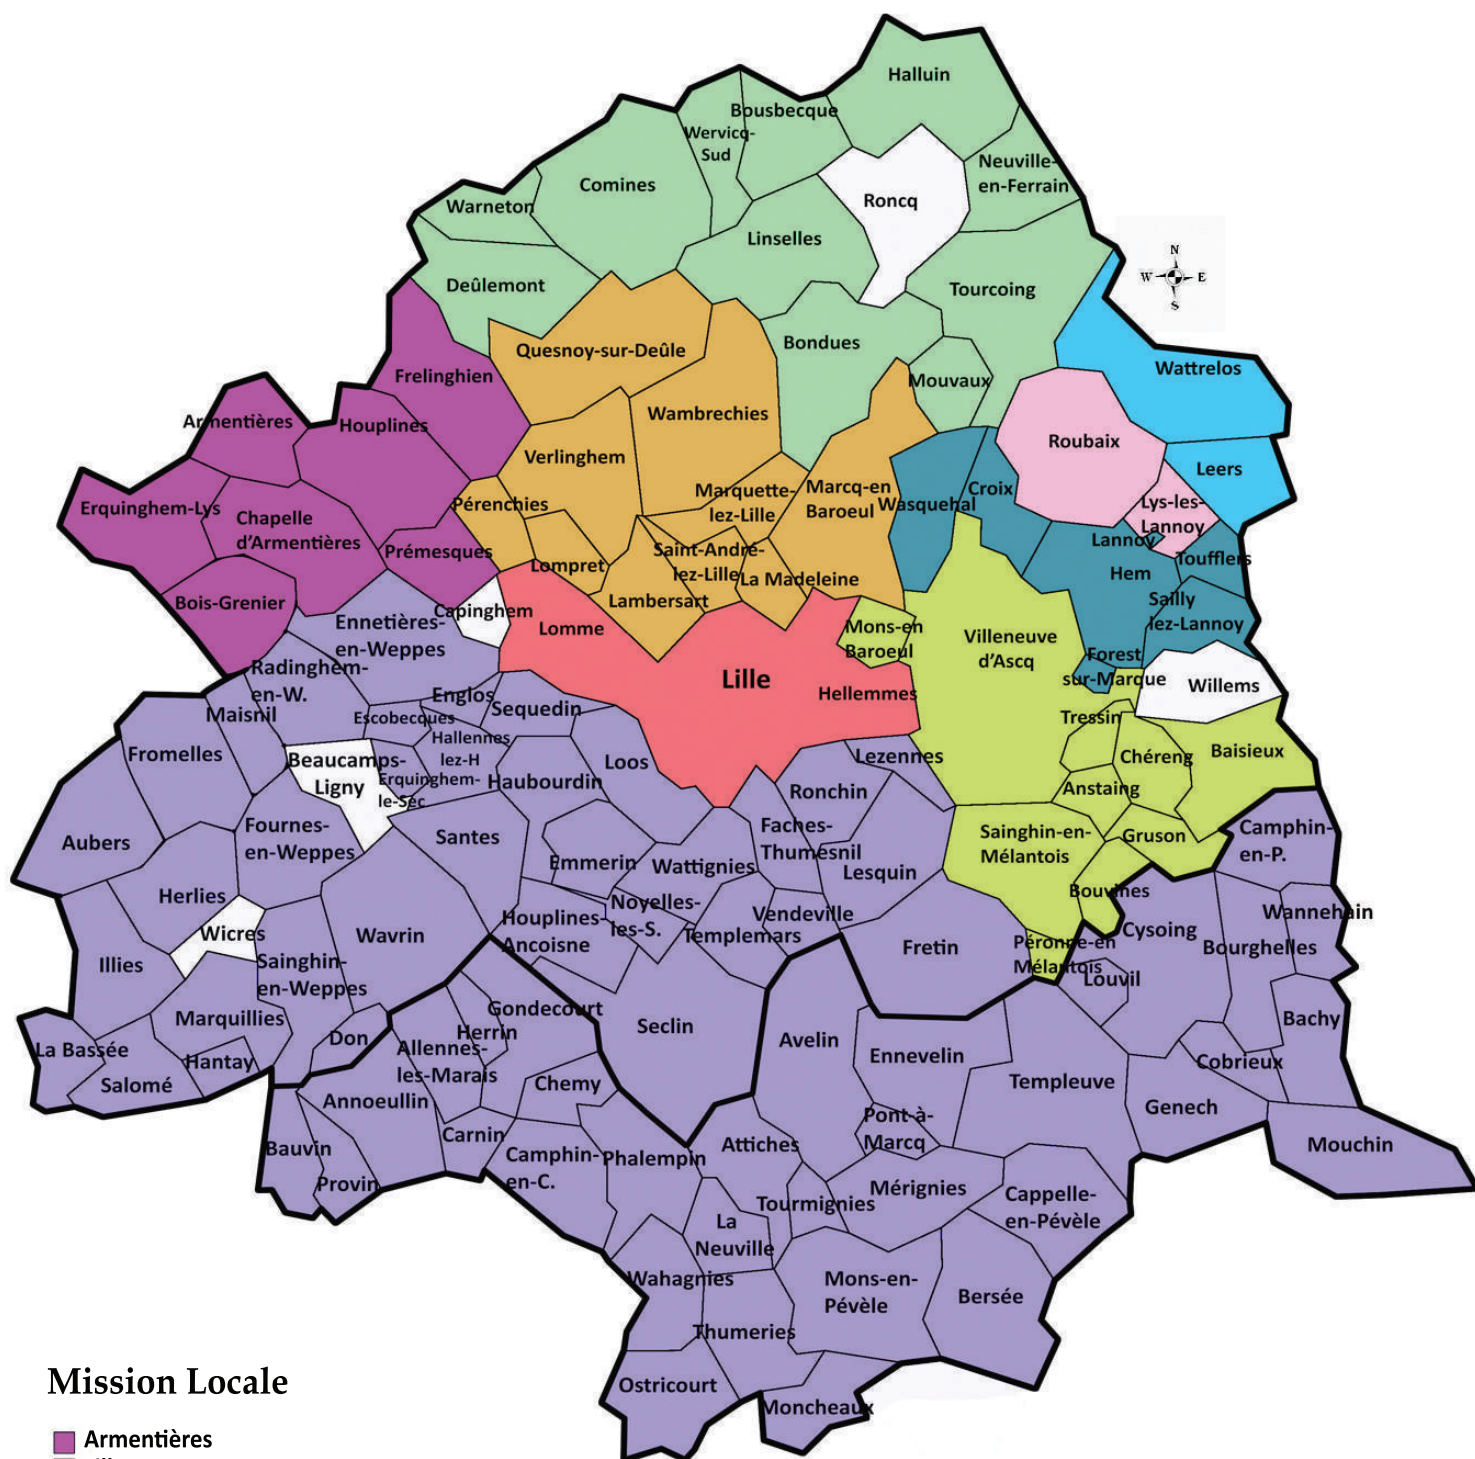 Halluin
Bousbecque
Wervicq-
Sud
Neuville-
en-Ferrain
Comines
Roncq
Warneton
Linselles
N
W E
S
Deûlemont
Tourcoing
Bondues
Quesnoy-sur-Deûle
Wattrelos
Frelinghien
Mouvaux
Armentières
Houplines
Wambrechies
Roubaix
Verlinghem
Leers
Pérenchies
Marquette-
lez-Lille
Marcq-en
Baroeul
Wasquehal
Croix
Lys-les-
Lannoy
Erquinghem-Lys
Chapelle
d'Armentières
Prémesques
Lompret
Saint-André-
lez-Lille
La Madeleine
Lannoy
Hem
Toufflers
Bois-Grenier
Capinghem
Lambersart
Sailly
lez-Lannoy
Ennetières-
en-Weppes
Lomme
Mons-en
Baroeul
Villeneuve
d'Ascq
Forest
sur-Marque
Willems
Radinghem-
en-W.
Lille
Hellemmes
Englos
Sequedin
Maisnil
Escobecques
Tressin
Hallennes
lez-H
Fromelles
Beaucamps-
Ligny
Erquinghem-
le-Sec
Haubourdin
Loos
Lezennes
Ronchin
Chéreng
Baisieux
Anstaing
Aubers
Fournes-
en-Weppes
Santes
Emmerin
Wattignies
Faches-
Thumesnil
Lesquin
Sainghin-en-
Mélantois
Gruson
Camphin-
en-P.
Herlies
Bouvines
Wicres
Wavrin
Houplines-
Ancoisne
Noyelles-
les-S.
Vendeville
Templemars
Fretin
Péronne-en
Mélantois
Cysoing
Wannehain
Bourghelles
Illies
Sainghin-
en-Weppes
Louvil
Marquillies
Gondecourt
Herrin
Seclin
Avelin
Bachy
La Bassée
Hantay
Don
Allennes-
les-Marais
Ennevelin
Cobrieux
Salomé
Chemy
Templeuve
Annoeullin
Genech
Bauvin
Carnin
Camphin-
en-C.
Phalempin
Attiches
Pont-à-
Marcq
Mouchin
Provin
Tourmignies
Mérignies
Cappelle-
en-Pévèle
La
Neuville
Wahagnies
Mons-en-
Pévèle
Bersée
Thumeries
Ostricourt
Moncheaux
Mission Locale
Armentières